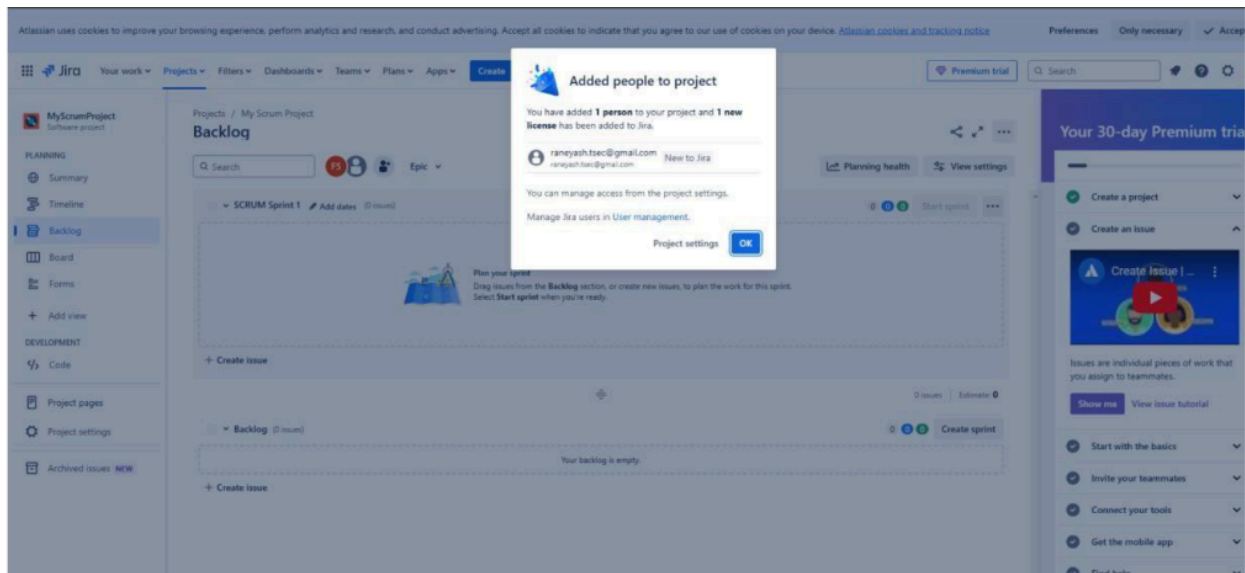 Atlassian uses cookies to improve your browsing experience, perform analytics and research, and conduct advertising. Accept all cookies to indicate that you agree to our use of cookies on your device. Atlassian cookies and tracking notice
Preferences Only necessary Accep
Jira Your work Projects Filters Dashboards Teams Plans Apps Create Premium trial Search
MyScrumProject
Software project
PLANNING
Summary
Timeline
Backlog
Board
Forms
Add view
DEVELOPMENT
Code
Project pages
Project settings
Archived issues NEW
Projects / My Scrum Project
Backlog
Search FS Epic Planning health View settings
SCRUM Sprint 1 Add dates (0 issues) 0 0 0 Start sprint
Plan your sprint
Drag issues from the Backlog section, or create new issues, to plan the work for this sprint.
Select Start sprint when you're ready.
+ Create issue
0 issues Estimate: 0
Backlog (0 issues) 0 0 0 Create sprint
Your backlog is empty.
+ Create issue
Added people to project
You have added 1 person to your project and 1 new
license has been added to Jira.
raneyash.tsec@gmail.com New to Jira
raneyash.tsec@gmail.com
You can manage access from the project settings.
Manage Jira users in User management.
Project settings OK
Your 30-day Premium tria
Create a project
Create an issue
Create Issue | ...
Issues are individual pieces of work that
you assign to teammates.
Show me View issue tutorial
Start with the basics
Invite your teammates
Connect your tools
Get the mobile app
Find help